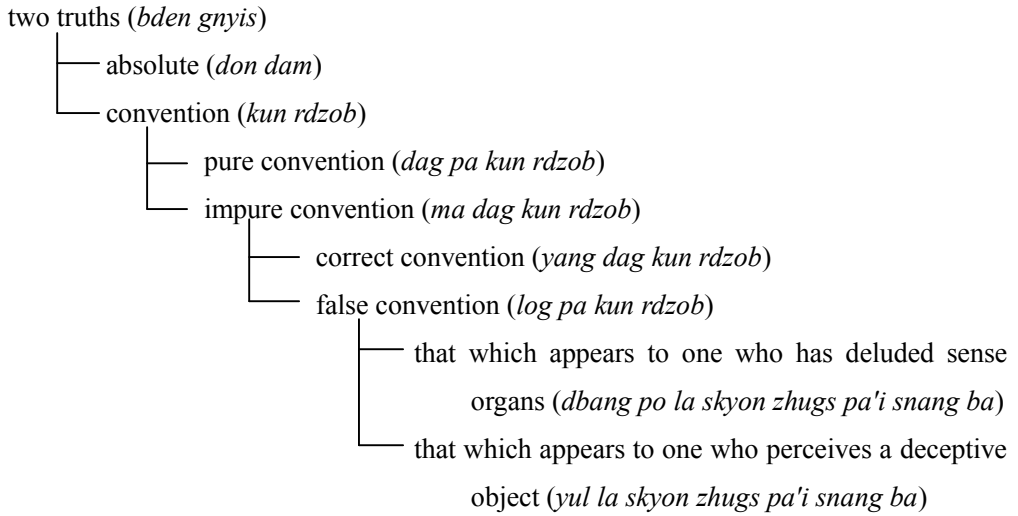 two truths (bden gnyis)
absolute (don dam)
convention (kun rdzob)
pure convention (dag pa kun rdzob)
impure convention (ma dag kun rdzob)
correct convention (yang dag kun rdzob)
false convention (log pa kun rdzob)
that which appears to one who has deluded sense
organs (dbang po la skyon zhugs pa'i snang ba)
that which appears to one who perceives a deceptive
object (yul la skyon zhugs pa'i snang ba)